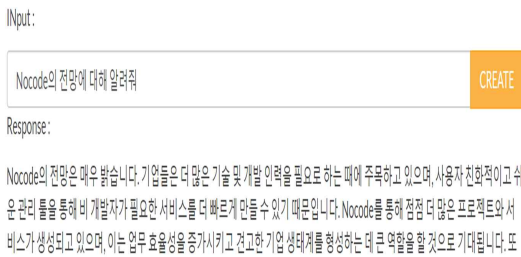 INput :
Nocode의 전망에 대해 알려줘
CREATE
Response :
Nocode의 전망은 매우 밝습니다. 기업들은 더 많은 기술 및 개발 인력을 필요로 하는 때에 주목하고 있으며, 사용자 친화적이고 쉬
운 관리 툴을 통해 비 개발자가 필요한 서비스를 더 빠르게 만들 수 있기 때문입니다. Nocode를 통해 점점 더 많은 프로젝트와 서
비스가 생성되고 있으며, 이는 업무 효율성을 증가시키고 견고한 기업 생태계를 형성하는 데 큰 역할을 할 것으로 기대됩니다. 또